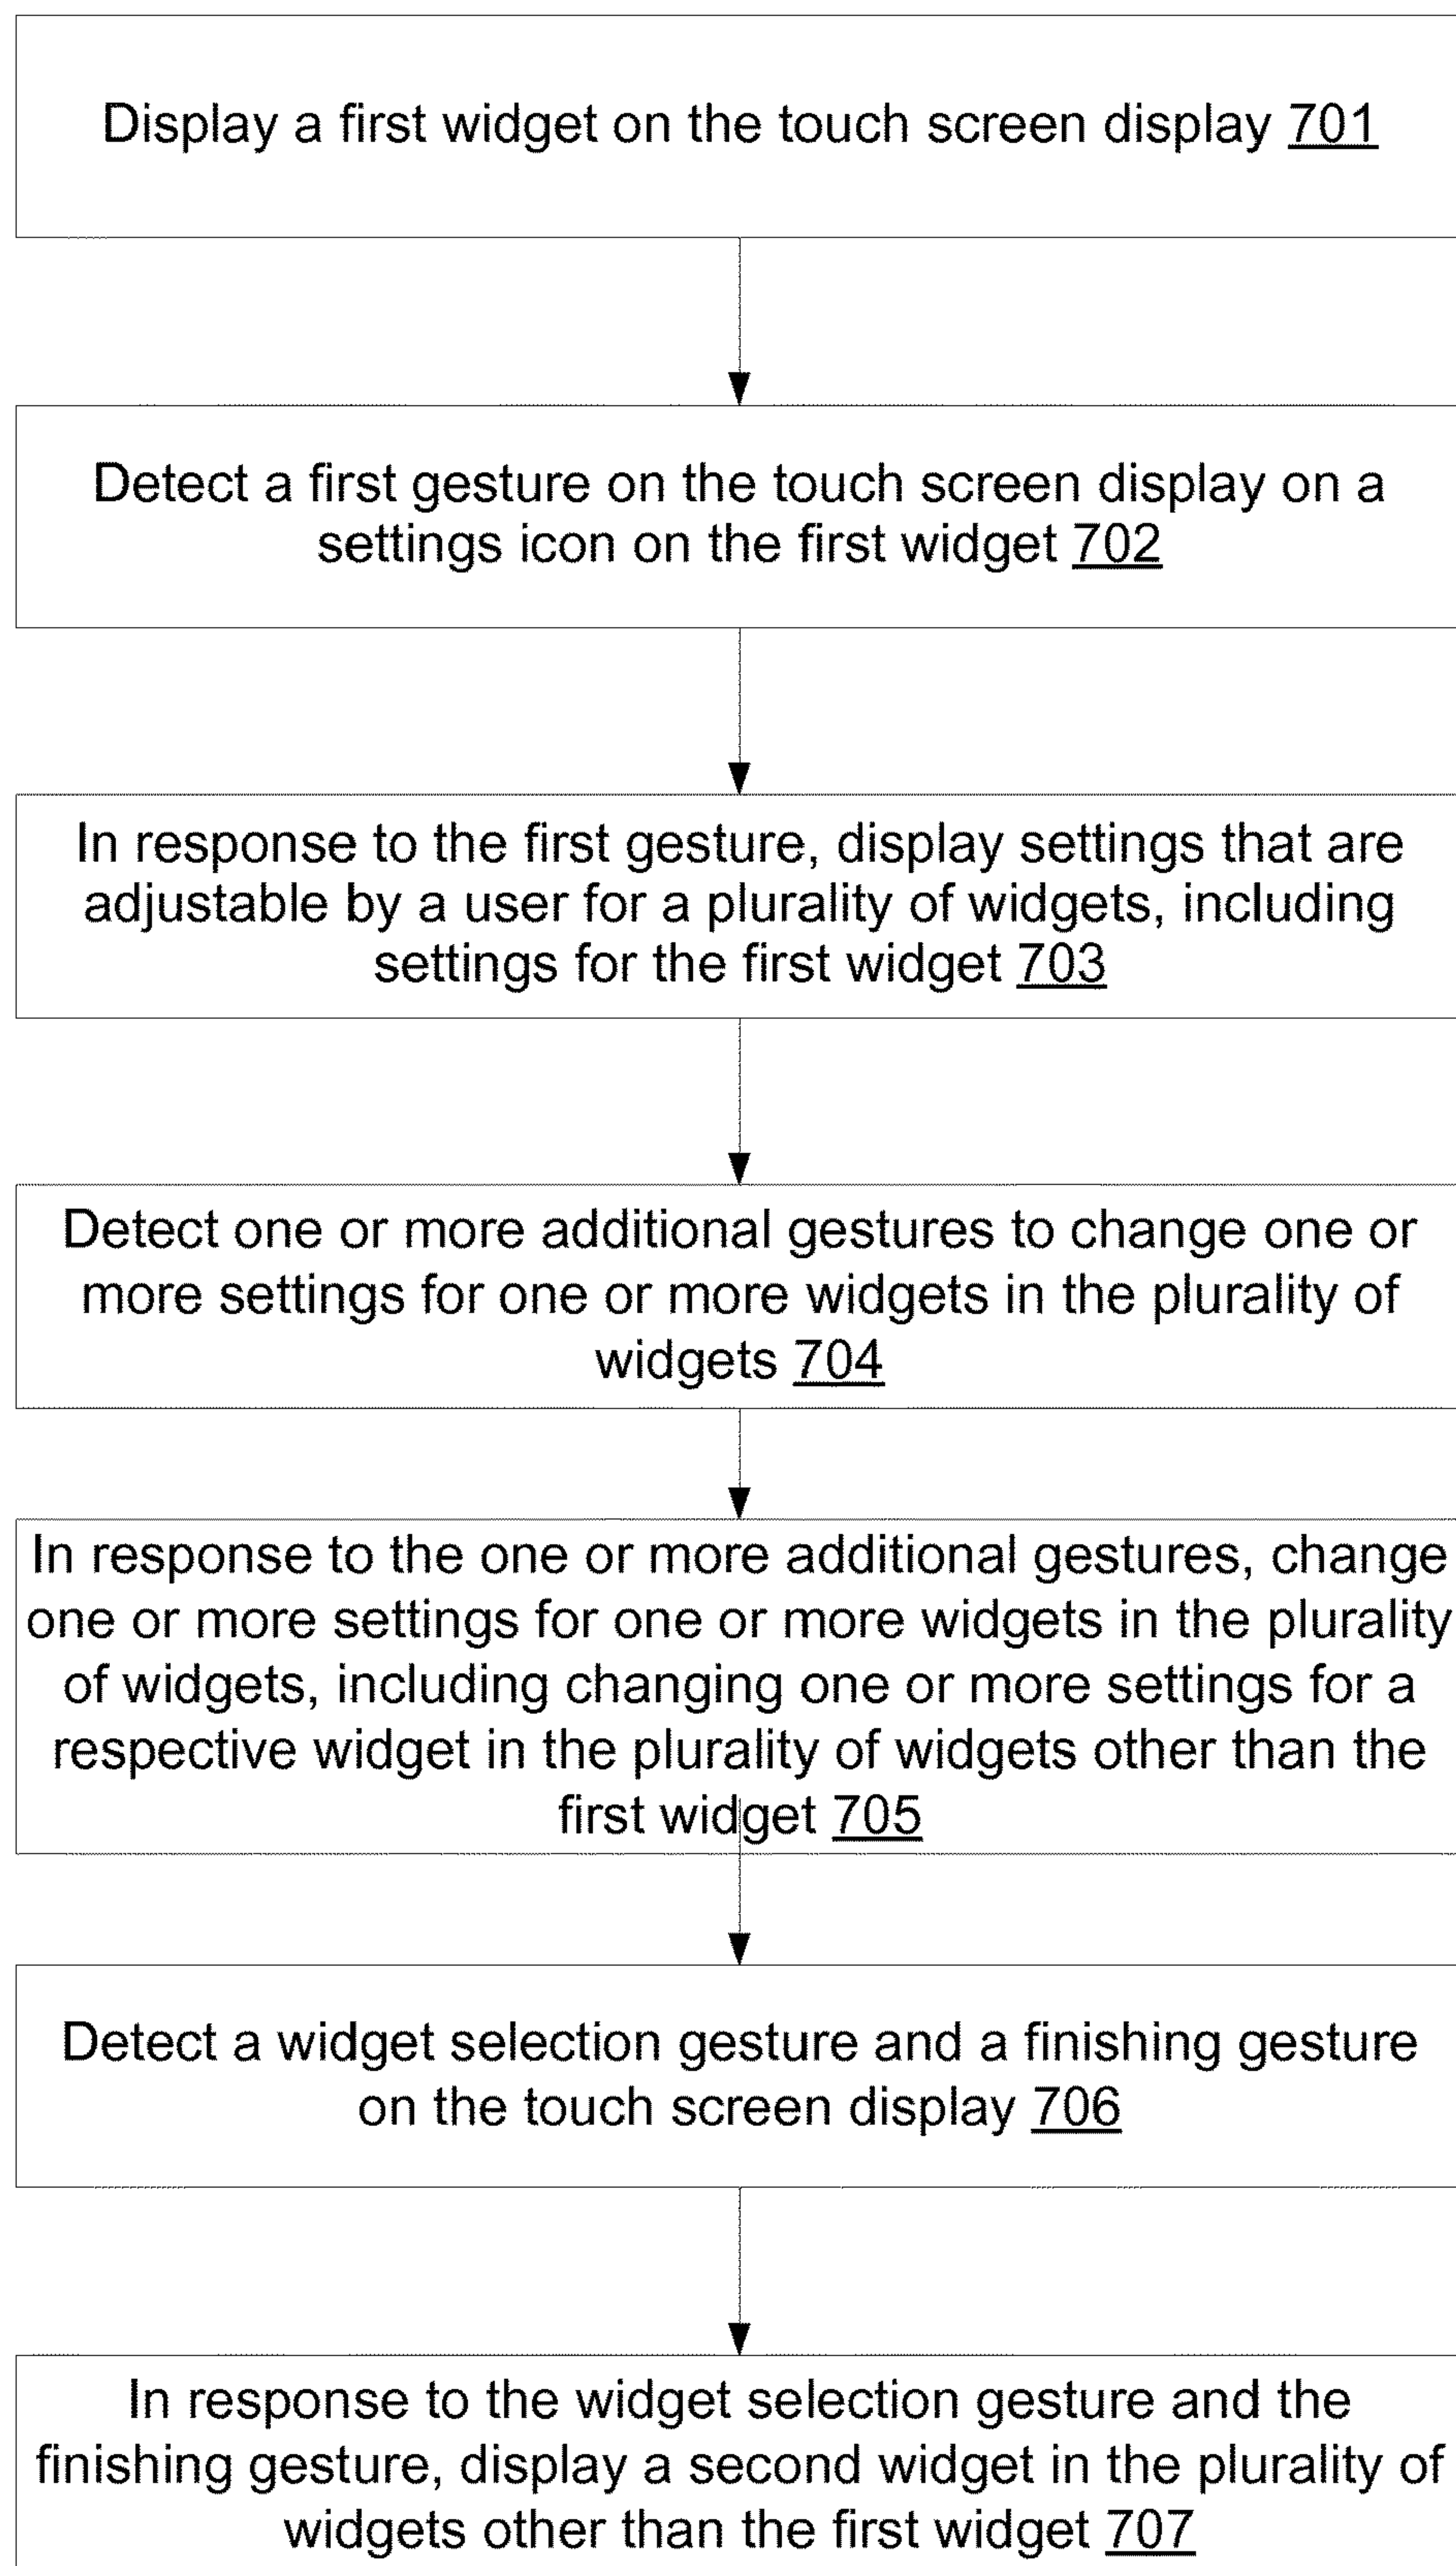 Display a first widget on the touch screen display 701
Detect a first gesture on the touch screen display on a
settings icon on the first widget 702
In response to the first gesture, display settings that are
adjustable by a user for a plurality of widgets, including
settings for the first widget 703
Detect one or more additional gestures to change one or
more settings for one or more widgets in the plurality of
widgets 704
In response to the one or more additional gestures, change
one or more settings for one or more widgets in the plurality
of widgets, including changing one or more settings for a
respective widget in the plurality of widgets other than the
first widget 705
Detect a widget selection gesture and a finishing gesture
on the touch screen display 706
In response to the widget selection gesture and the
finishing gesture, display a second widget in the plurality of
widgets other than the first widget 707